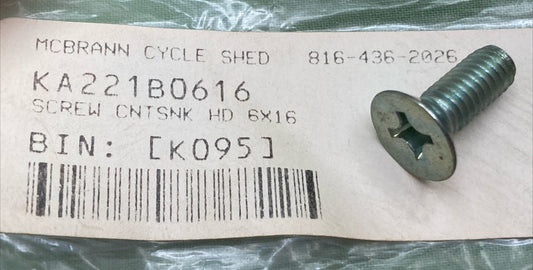 MCBRANN CYCLE SHED 816-436-2026
KA221B0616
SCREW CNTSNK HD 6X16
BIN: [K095]